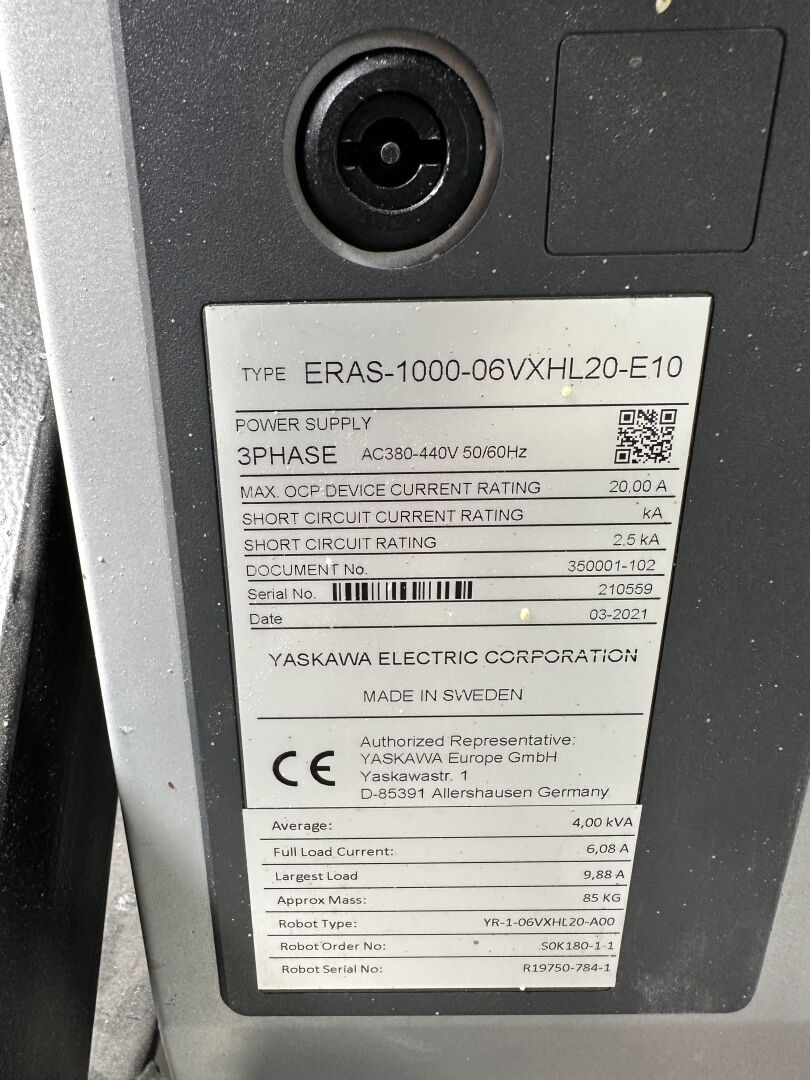 TYPE ERAS-1000-06VXHL20-E10
POWER SUPPLY
3PHASE AC380-440V 50/60Hz
MAX. OCP DEVICE CURRENT RATING 20.00 A
SHORT CIRCUIT CURRENT RATING kA
SHORT CIRCUIT RATING 2.5 kA
DOCUMENT No. 350001-102
Serial No. 210559
Date 03-2021
YASKAWA ELECTRIC CORPORATION
MADE IN SWEDEN
CE
Authorized Representative:
YASKAWA Europe GmbH
Yaskawastr. 1
D-85391 Allershausen Germany
Average: 4,00 kVA
Full Load Current: 6,08 A
Largest Load 9,88 A
Approx Mass: 85 KG
Robot Type: YR-1-06VXHL20-A00
Robot Order No: S0K180-1-1
Robot Serial No: R19750-784-1